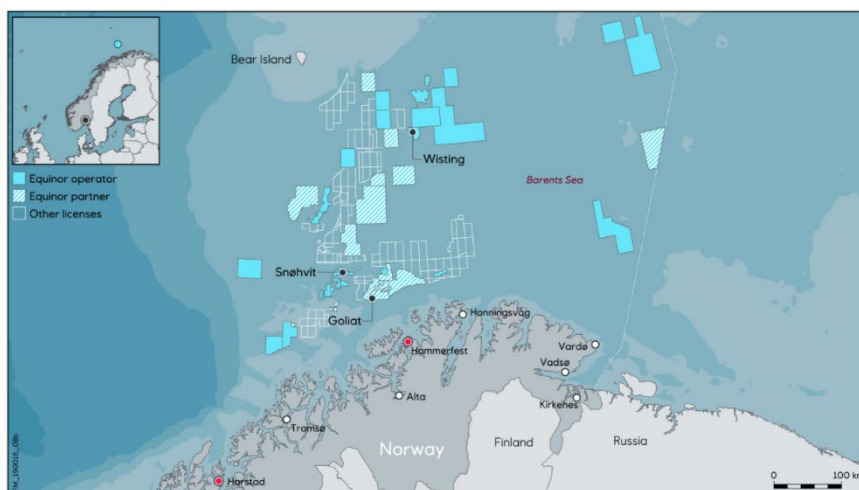 Bear Island
Wisting
Equinor operator
Equinor partner
Other licenses
Barents Sea
Snøhvit
Goliat
Honningsvåg
Hammerfest
Vardø
Vadsø
Alta
Kirkenes
Tromsø
Norway
Finland
Russia
Harstad
0 100 km